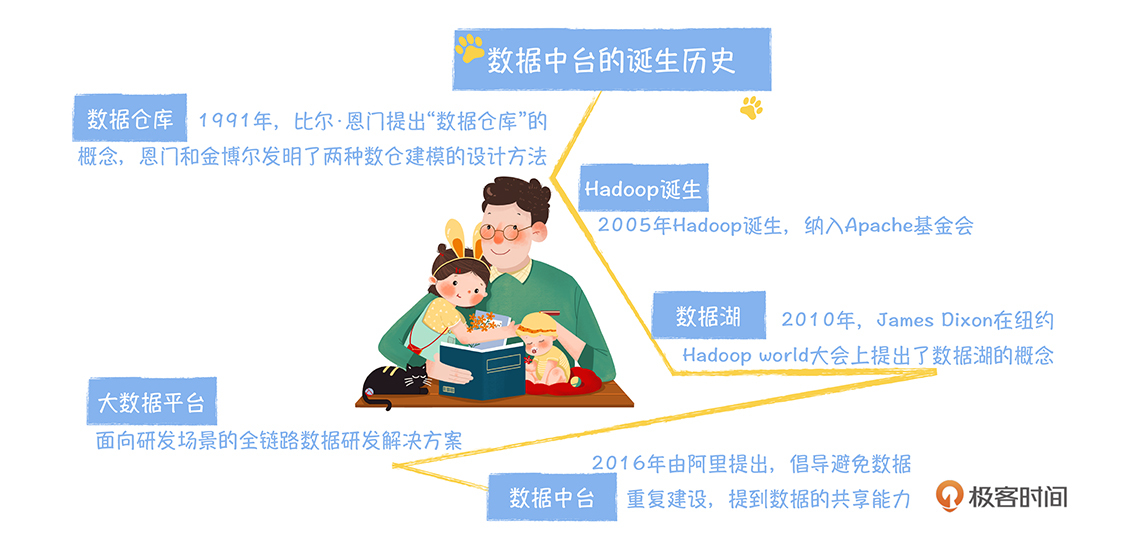 数据中台的诞生历史
数据仓库
1991年，比尔·恩门提出“数据仓库”的
概念，恩门和金博尔发明了两种数仓建模的设计方法
Hadoop诞生
2005年Hadoop诞生，纳入Apache基金会
数据湖
2010年，James Dixon在纽约
Hadoop world大会上提出了数据湖的概念
大数据平台
面向研发场景的全链路数据研发解决方案
数据中台
2016年由阿里提出，倡导避免数据
重复建设，提到数据的共享能力
极客时间